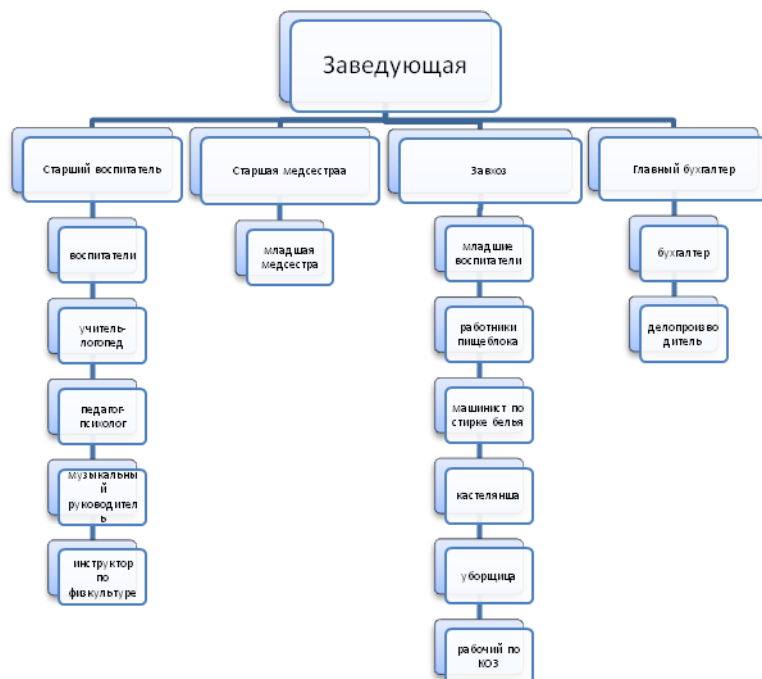 Заведующая
Старший воспитатель
Старшая медсестраа
Завхоз
Главный бухгалтер
воспитатели
учитель-
логопед
педагог-
психолог
музыкальны
й
руководител
ь
инструктор
по
физкультуре
младшая
медсестра
младшие
воспитатели
работники
пищеблока
машинист по
стирке белья
кастелянша
уборщица
рабочий по
КОЗ
бухгалтер
делопроизво
дитель